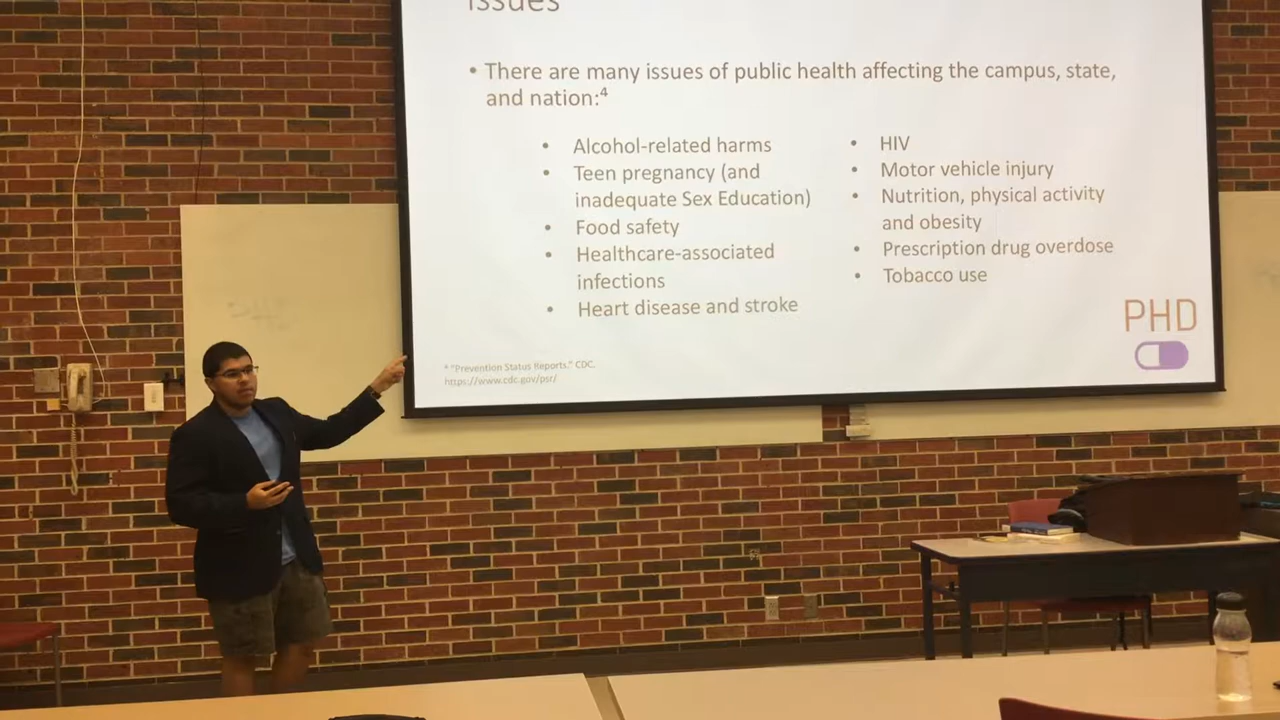 Issues
• There are many issues of public health affecting the campus, state,
and nation:⁴
• Alcohol-related harms
• Teen pregnancy (and
inadequate Sex Education)
• Food safety
• Healthcare-associated
infections
• Heart disease and stroke
• HIV
• Motor vehicle injury
• Nutrition, physical activity
and obesity
• Prescription drug overdose
• Tobacco use
PHD
⁴ "Prevention Status Reports." CDC.
https://www.cdc.gov/psr/